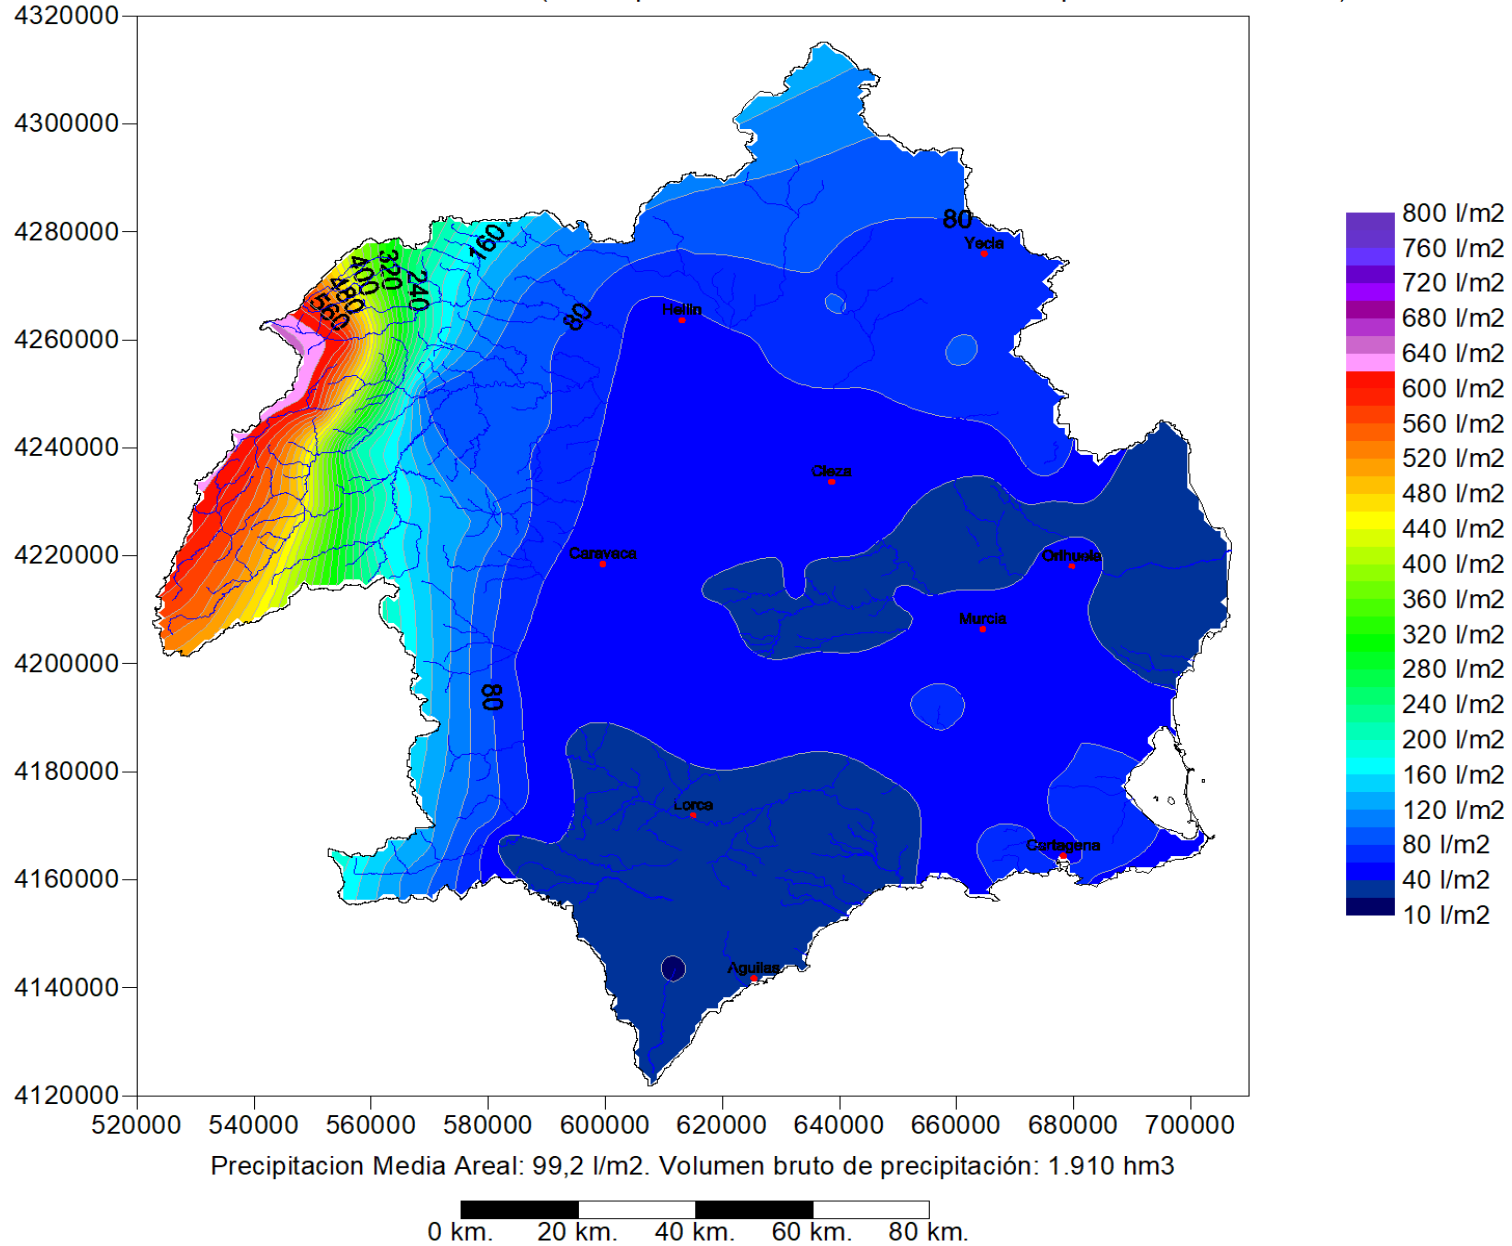 4320000
4300000
4280000
4260000
4240000
4220000
4200000
4180000
4160000
4140000
4120000
520000 540000 560000 580000 600000 620000 640000 660000 680000 700000
80
Yecla
160
320
400
240
480
560
80
Hellin
Cieza
Caravaca
Orihuela
Murcia
80
Lorca
Cartagena
Aguilas
800 l/m2
760 l/m2
720 l/m2
680 l/m2
640 l/m2
600 l/m2
560 l/m2
520 l/m2
480 l/m2
440 l/m2
400 l/m2
360 l/m2
320 l/m2
280 l/m2
240 l/m2
200 l/m2
160 l/m2
120 l/m2
80 l/m2
40 l/m2
10 l/m2
Precipitacion Media Areal: 99,2 l/m2. Volumen bruto de precipitación: 1.910 hm3
0 km. 20 km. 40 km. 60 km. 80 km.